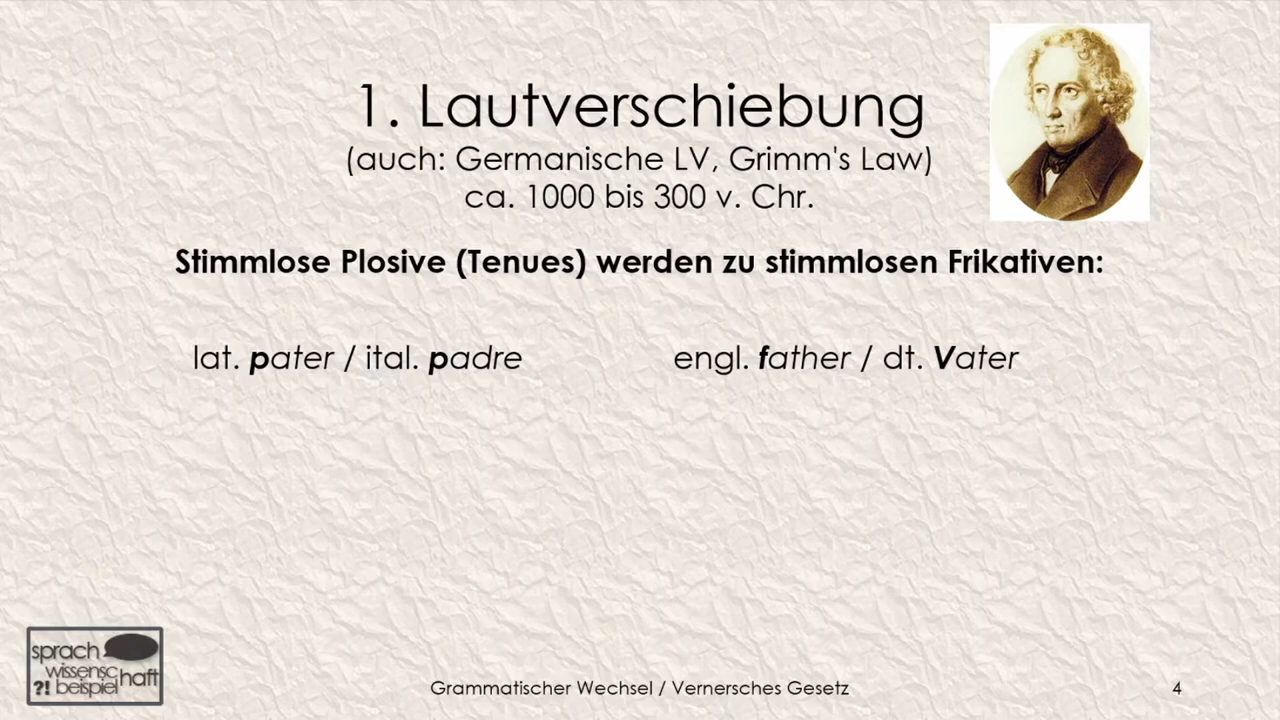 1. Lautverschiebung
(auch: Germanische LV, Grimm's Law)
ca. 1000 bis 300 v. Chr.
Stimmlose Plosive (Tenues) werden zu stimmlosen Frikativen:
lat. pater / ital. padre engl. father / dt. Vater
sprach
wissensc haft
?! beispiel
Grammatischer Wechsel / Vernersches Gesetz 4